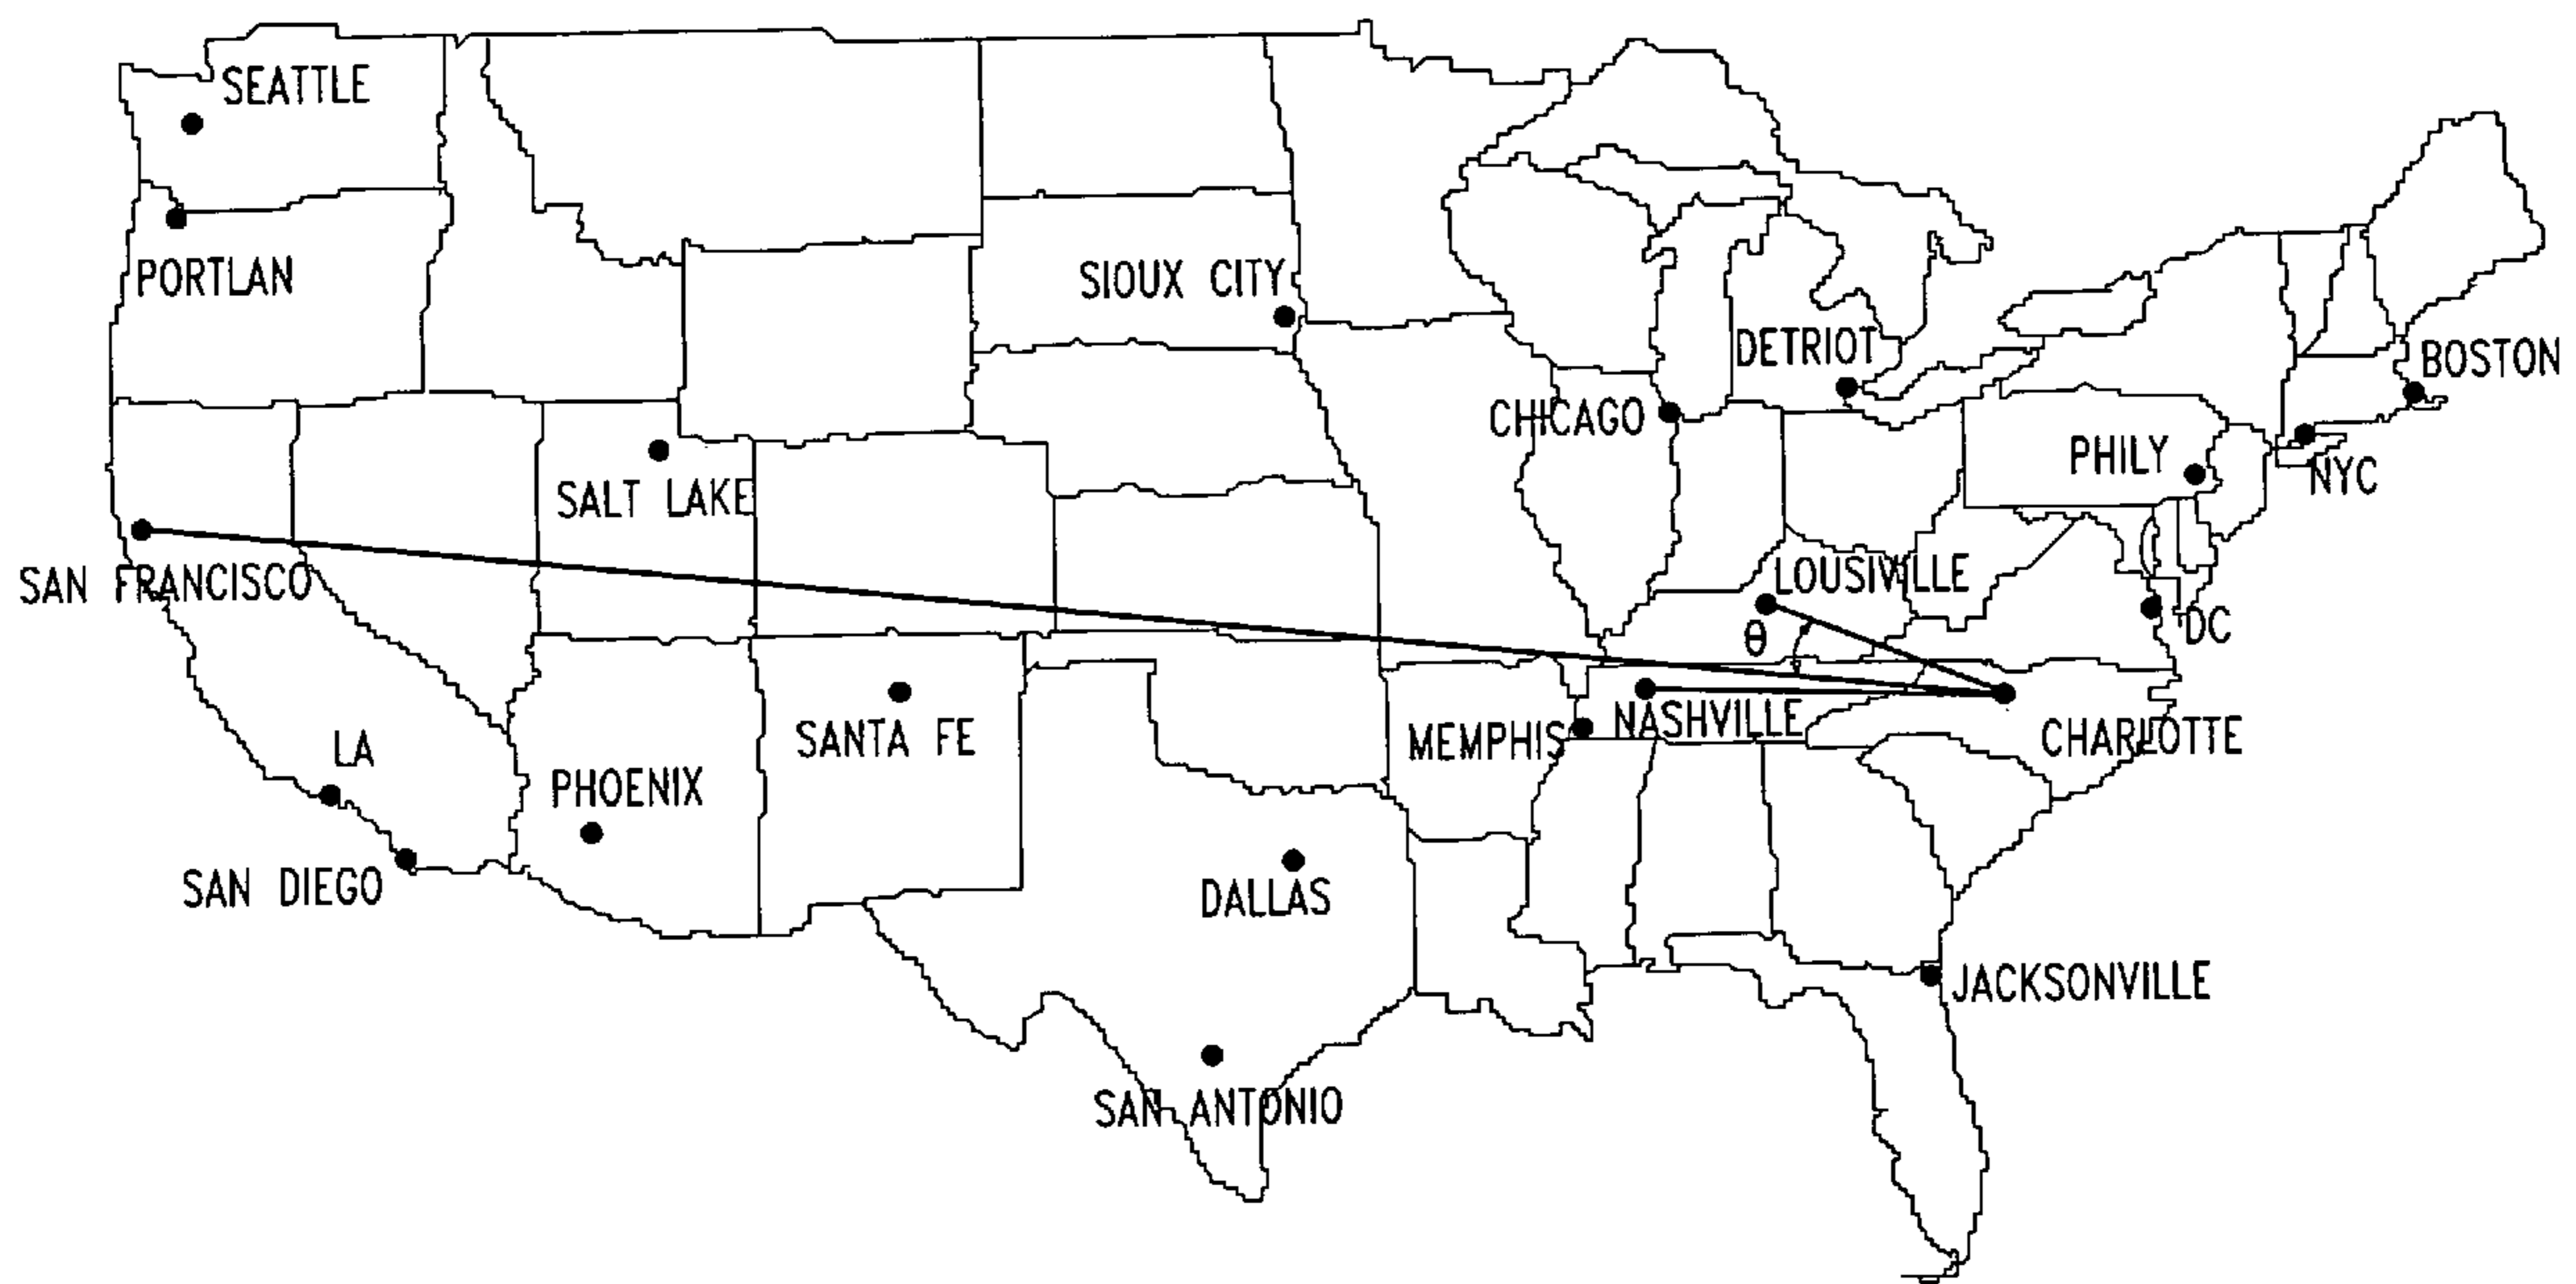 SEATTLE
PORTLAN
SIOUX CITY
DETRIOT
BOSTON
CHICAGO
PHILY
NYC
SALT LAKE
SAN FRANCISCO
LOUSIVILLE
DC
θ
NASHVILLE
MEMPHIS
CHARLOTTE
SANTA FE
LA
PHOENIX
SAN DIEGO
DALLAS
JACKSONVILLE
SAN ANTONIO